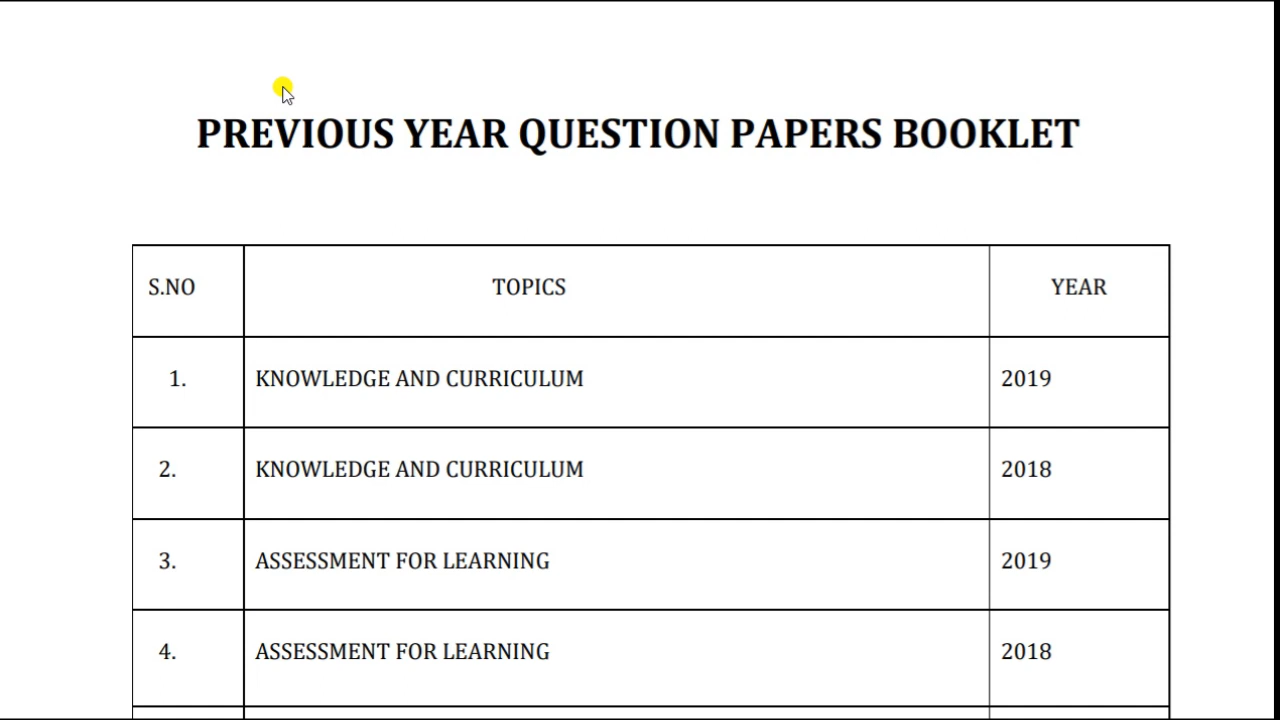 PREVIOUS YEAR QUESTION PAPERS BOOKLET
S.NO TOPICS YEAR
1. KNOWLEDGE AND CURRICULUM 2019
2. KNOWLEDGE AND CURRICULUM 2018
3. ASSESSMENT FOR LEARNING 2019
4. ASSESSMENT FOR LEARNING 2018